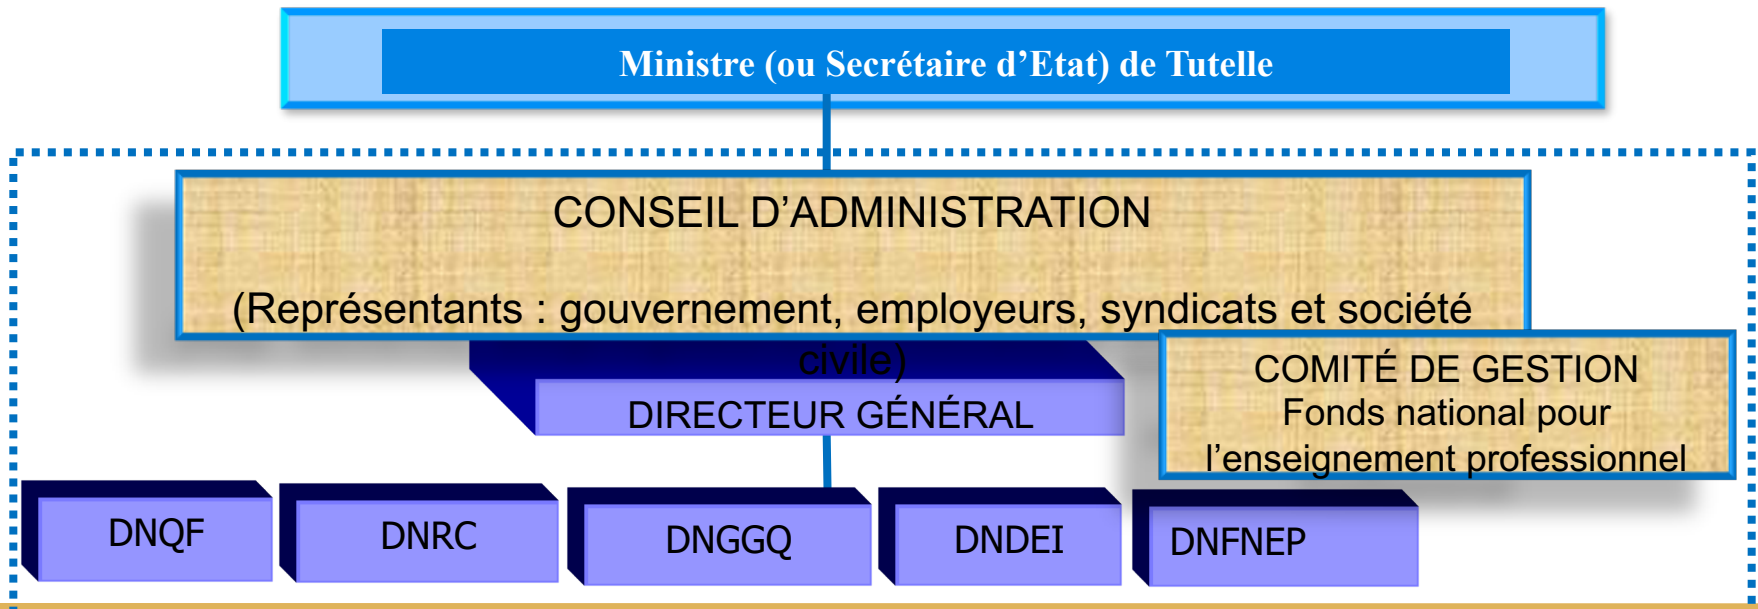 Ministre (ou Secrétaire d’Etat) de Tutelle
CONSEIL D’ADMINISTRATION
(Représentants : gouvernement, employeurs, syndicats et société
civile)
DIRECTEUR GÉNÉRAL
COMITÉ DE GESTION
Fonds national pour
l’enseignement professionnel
DNQF
DNRC
DNGGQ
DNDEI
DNFNEP